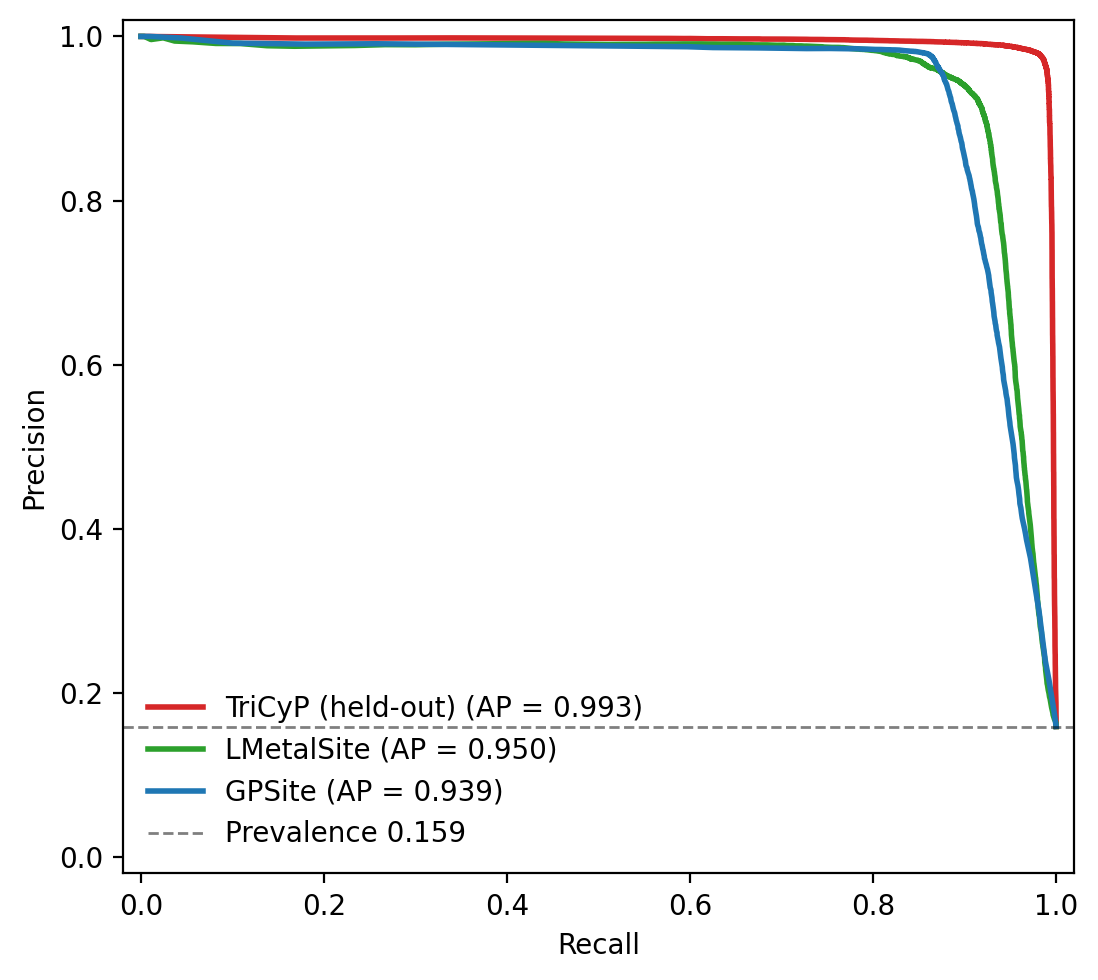 1.0
0.8
0.6
0.4
0.2
0.0
Precision
TriCyP (held-out) (AP = 0.993)
LMetalSite (AP = 0.950)
GPSite (AP = 0.939)
Prevalence 0.159
0.0 0.2 0.4 0.6 0.8 1.0
Recall